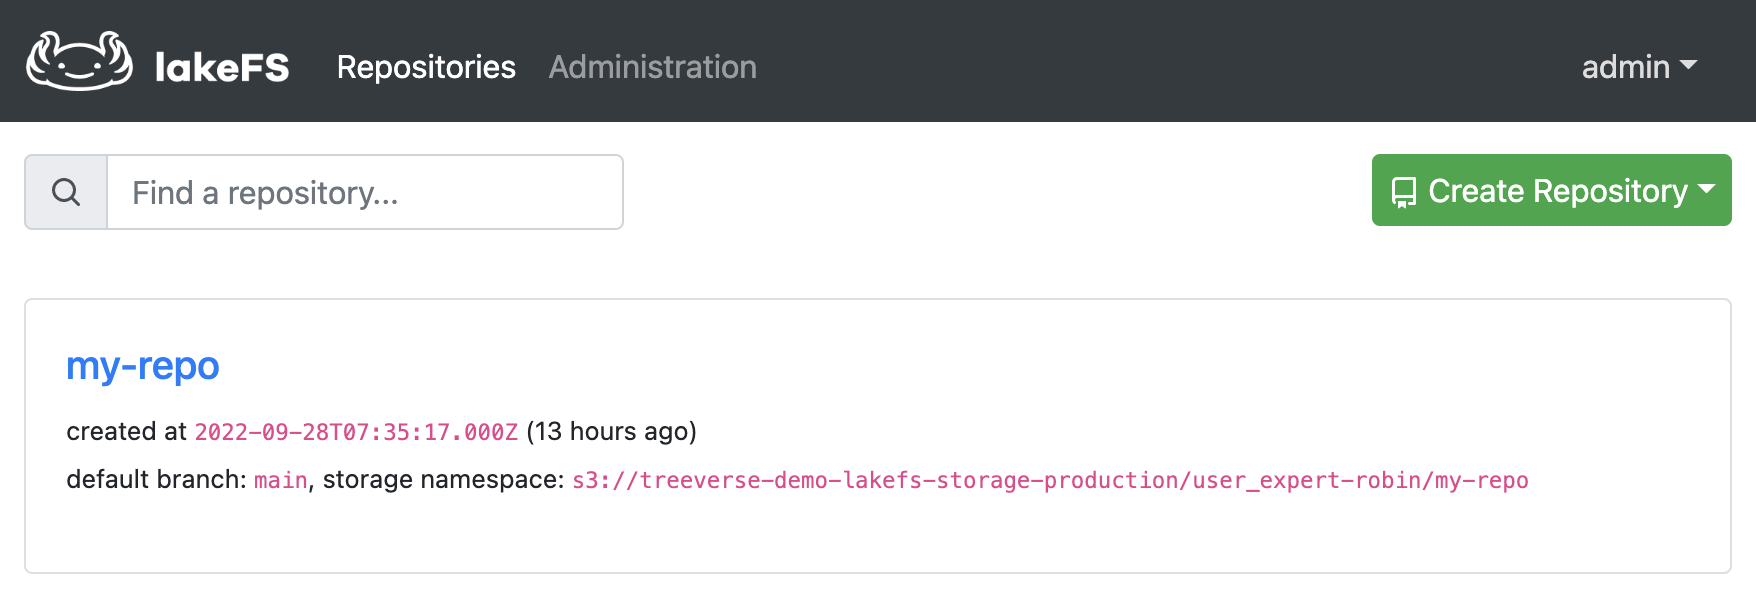 lakeFS Repositories Administration admin
Find a repository...
Create Repository
my-repo
created at 2022-09-28T07:35:17.000Z (13 hours ago)
default branch: main, storage namespace: s3://treeverse-demo-lakefs-storage-production/user_expert-robin/my-repo